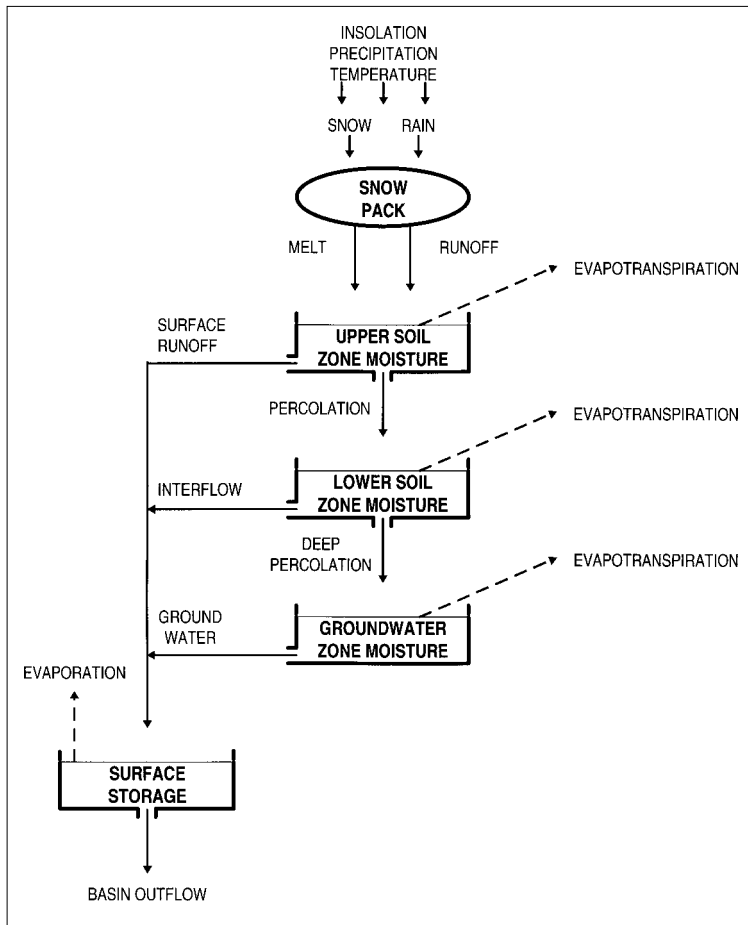 INSOLATION
PRECIPITATION
TEMPERATURE
SNOW
RAIN
SNOW
PACK
MELT
RUNOFF
EVAPOTRANSPIRATION
SURFACE
RUNOFF
UPPER SOIL
ZONE MOISTURE
PERCOLATION
EVAPOTRANSPIRATION
INTERFLOW
LOWER SOIL
ZONE MOISTURE
DEEP
PERCOLATION
EVAPOTRANSPIRATION
GROUND
WATER
GROUNDWATER
ZONE MOISTURE
EVAPORATION
SURFACE
STORAGE
BASIN OUTFLOW